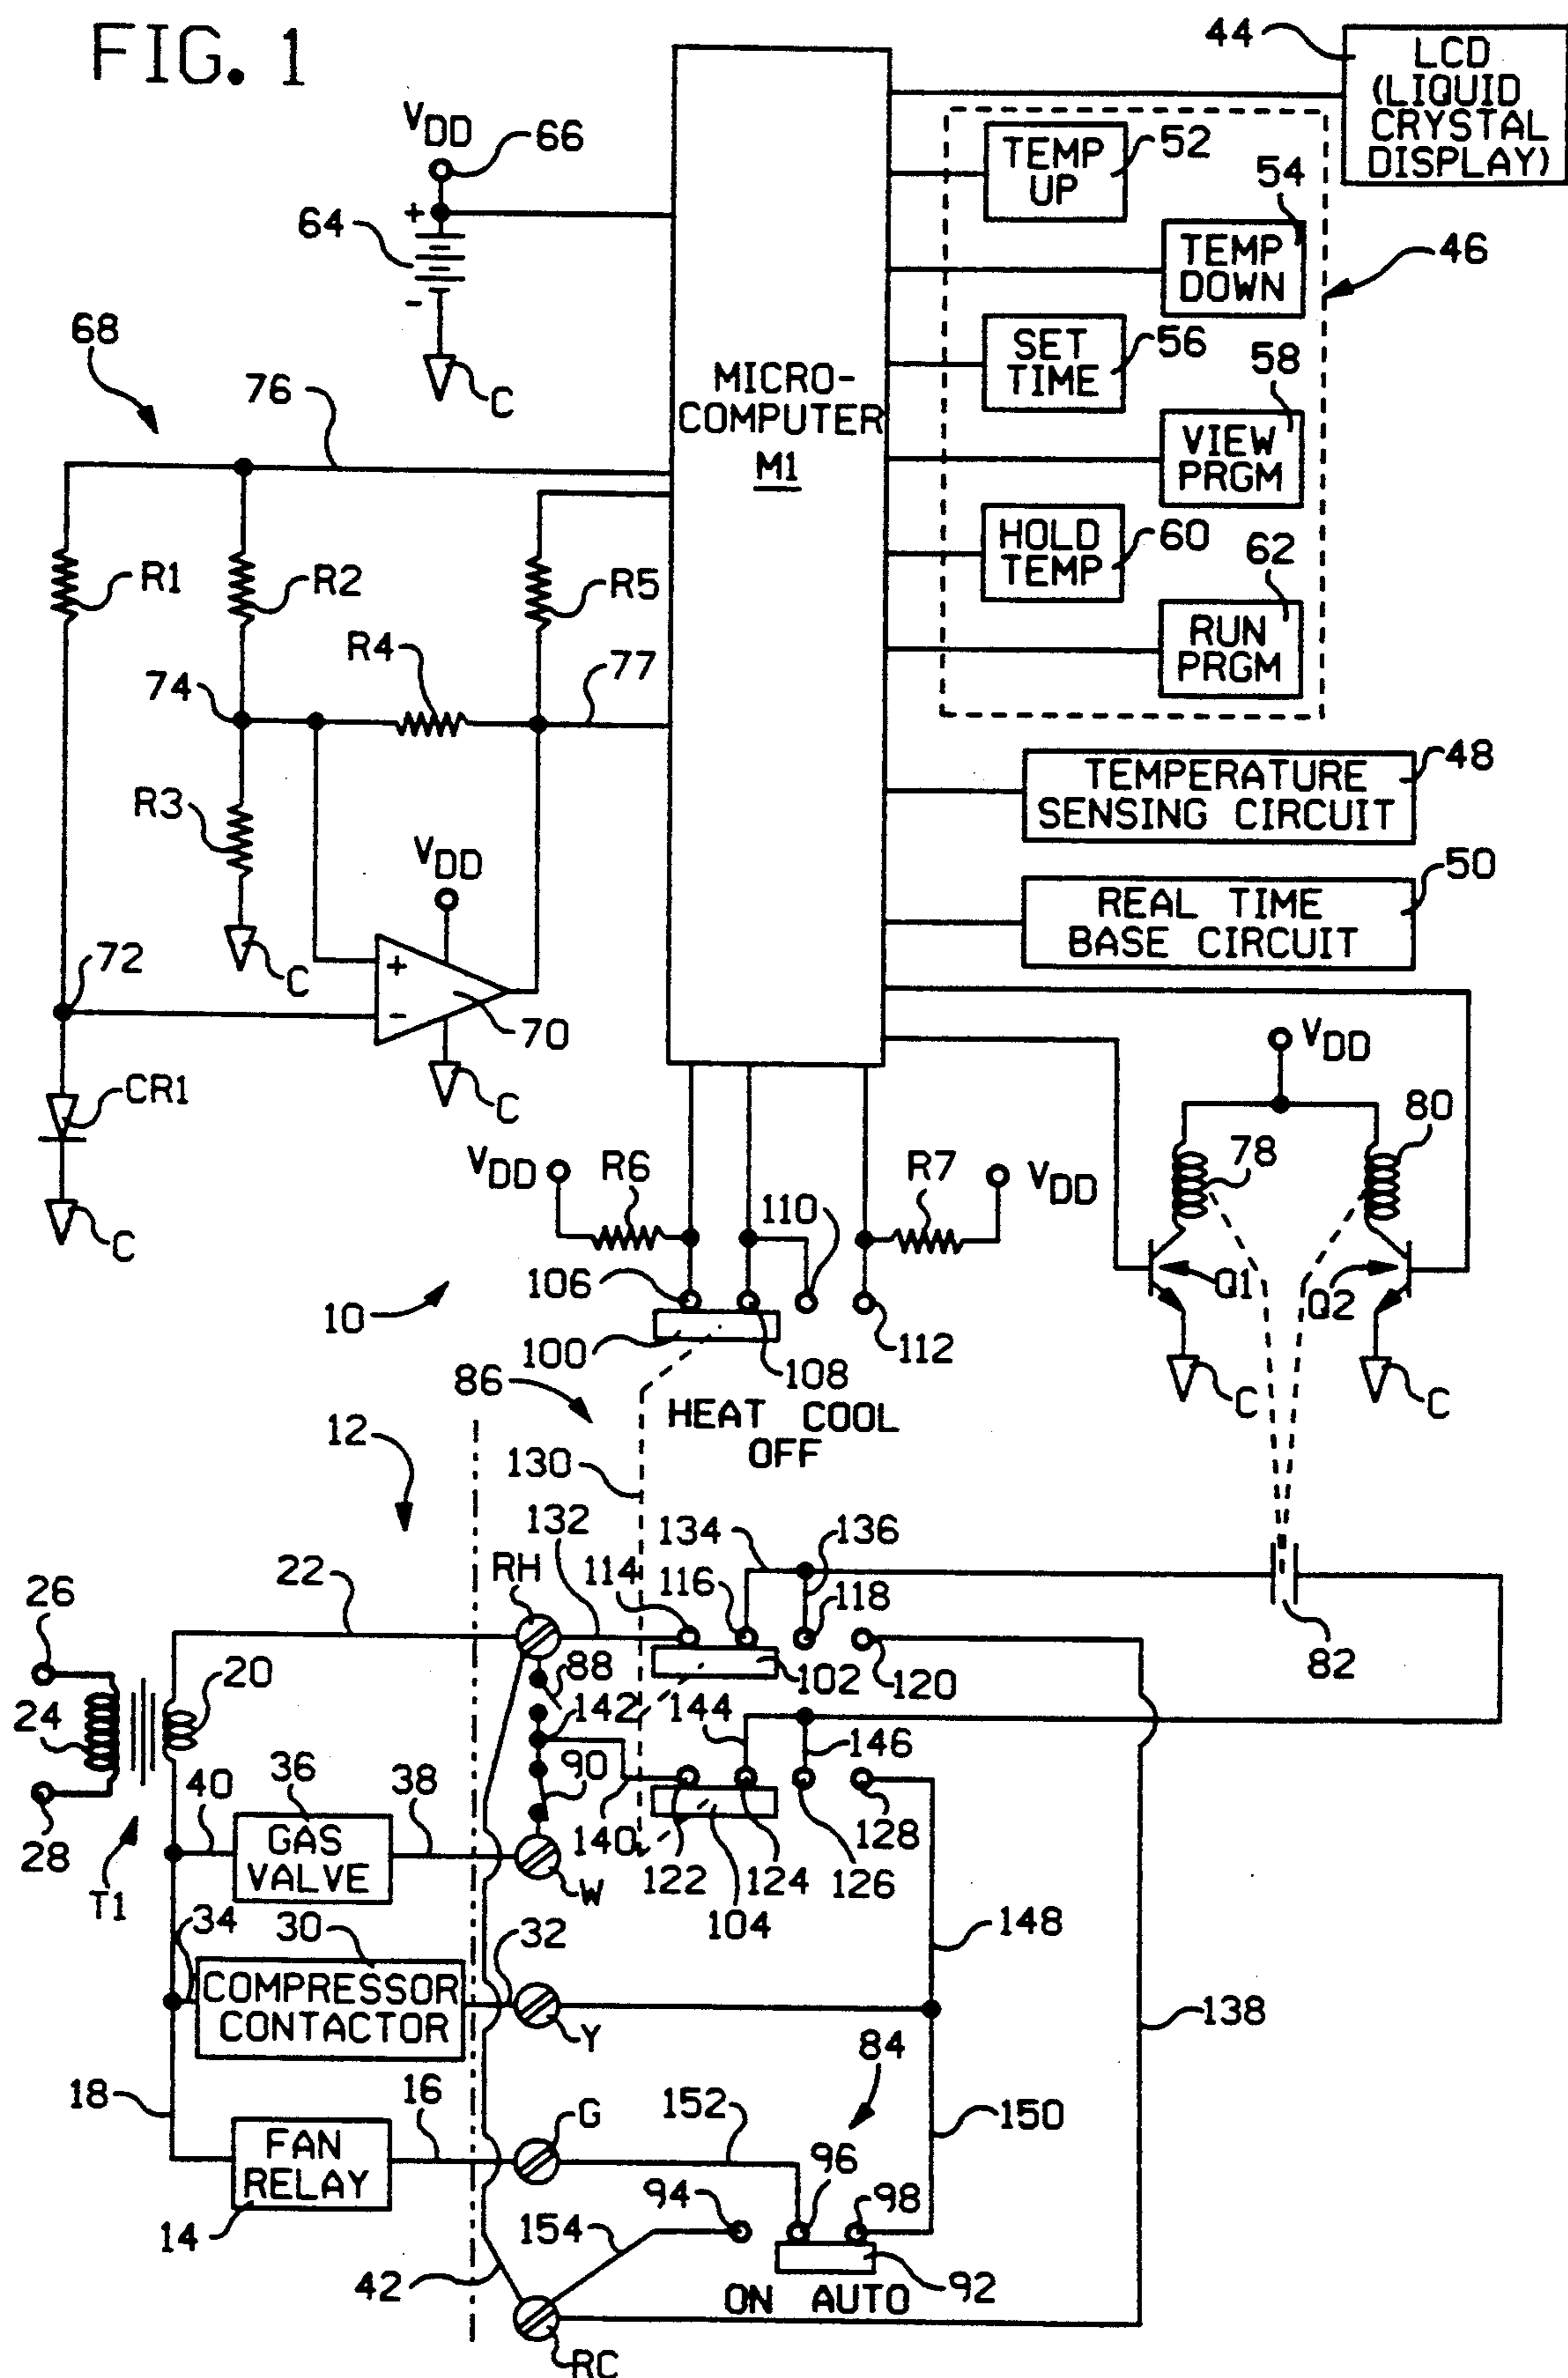 FIG. 1
44
LCD
(LIQUID
CRYSTAL
DISPLAY)
VDD
66
+
64
-
C
TEMP
UP
52
54
TEMP
DOWN
46
SET
TIME
56
58
VIEW
PRGM
HOLD
TEMP
60
62
RUN
PRGM
MICRO-
COMPUTER
M1
68
76
R1
R2
R5
R4
77
74
R3
C
VDD
72
+
-
70
C
CR1
C
TEMPERATURE
SENSING CIRCUIT
48
REAL TIME
BASE CIRCUIT
50
VDD
78
80
Q1
Q2
C
C
VDD
R6
R7
VDD
110
106
10
100
108
112
86
HEAT COOL
OFF
12
130
132
134
136
22
RH
114
116
118
26
88
102
120
82
20
24
142
144
146
90
28
40
36
38
GAS
VALVE
T1
W
140
122
124
126
128
104
34
30
32
148
COMPRESSOR
CONTACTOR
Y
138
84
18
16
G
152
150
FAN
RELAY
96
94
98
14
154
42
92
ON AUTO
RC